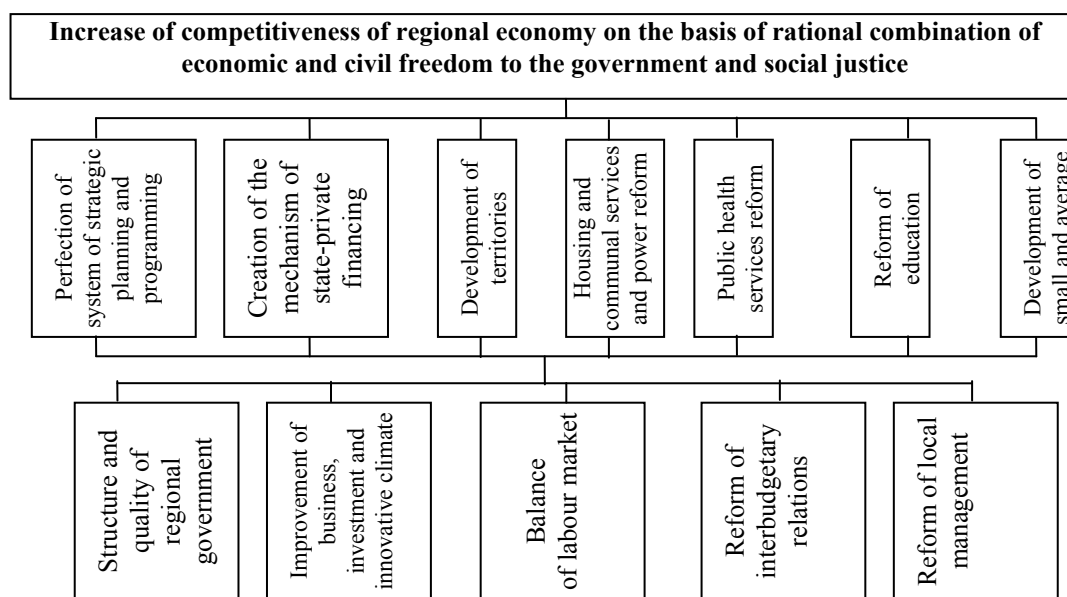 Increase of competitiveness of regional economy on the basis of rational combination of
economic and civil freedom to the government and social justice
Perfection of
system of strategic
planning and
programming
Creation of the
mechanism of
state-private
financing
Development of
territories
Housing and
communal services
and power reform
Public health
services reform
Reform of
education
Development of
small and average
Structure and
quality of
regional
government
Improvement of
business,
investment and
innovative climate
Balance
of labour market
Reform of
interbudgetary
relations
Reform of local
management